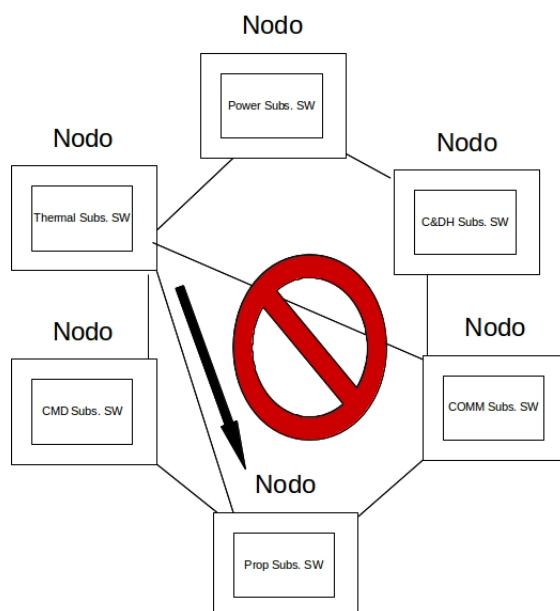 Nodo
Power Subs. SW
Nodo
Thermal Subs. SW
Nodo
C&DH Subs. SW
Nodo
CMD Subs. SW
Nodo
COMM Subs. SW
Nodo
Prop Subs. SW